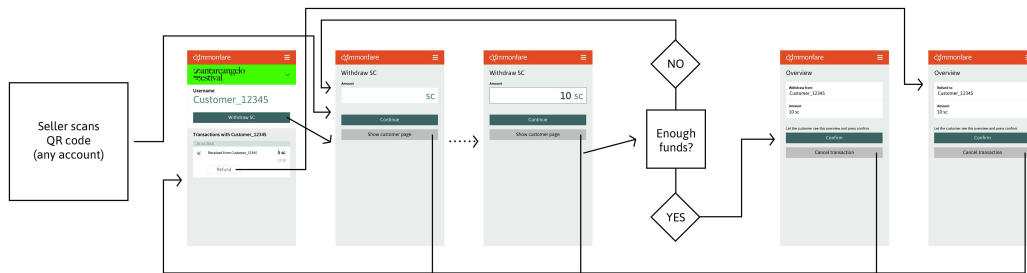 Seller scans
QR code
(any account)
commonfare
Santarcangelo
Festival
Username
Customer_12345
Withdraw SC
Transactions with Customer_12345
Received from Customer_12345
5 sc
Refund
commonfare
Withdraw SC
Amount
sc
Continue
Show customer page
commonfare
Withdraw SC
Amount
10 sc
Continue
Show customer page
NO
Enough
funds?
YES
commonfare
Overview
Withdraw from
Customer_12345
Amount
10 sc
Let the customer see this overview and press confirm
Confirm
Cancel transaction
commonfare
Overview
Refund to
Customer_12345
Amount
10 sc
Let the customer see this overview and press confirm
Confirm
Cancel transaction